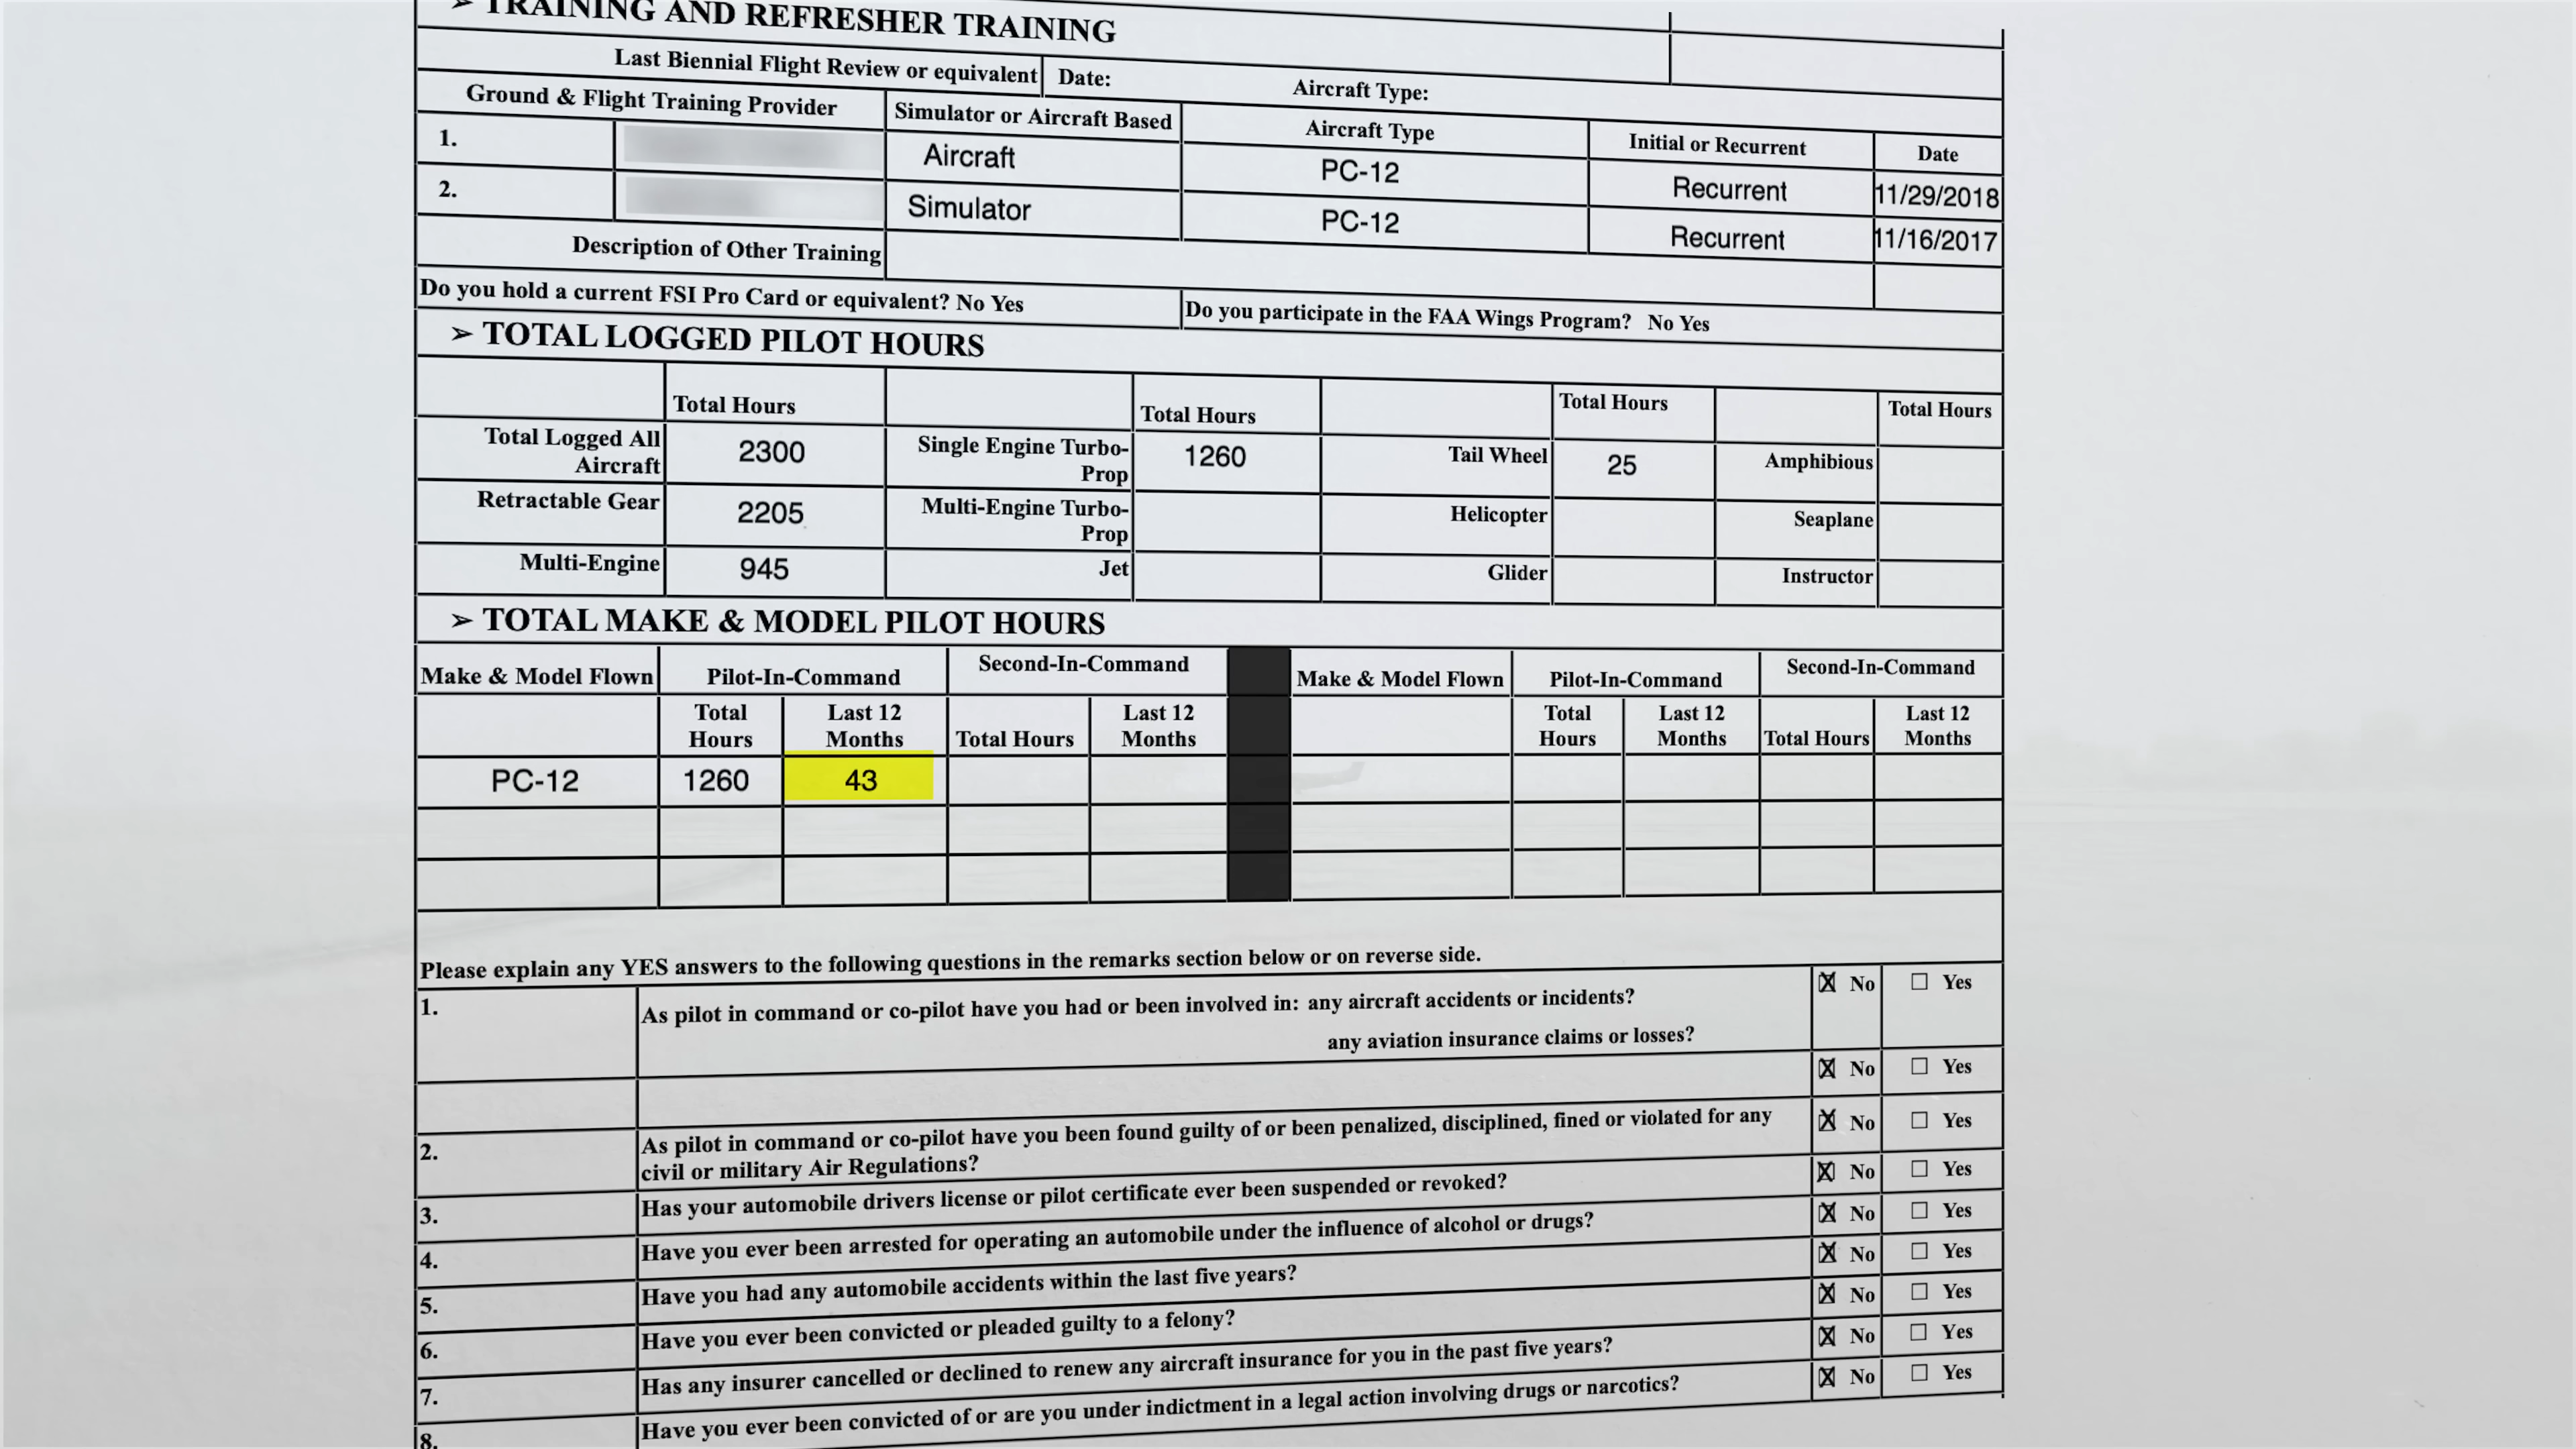 ➢ TRAINING AND REFRESHER TRAINING
Last Biennial Flight Review or equivalent Date: Aircraft Type:
Ground & Flight Training Provider Simulator or Aircraft Based Aircraft Type Initial or Recurrent Date
1. Aircraft PC-12 Recurrent 11/29/2018
2. Simulator PC-12 Recurrent 11/16/2017
Description of Other Training
Do you hold a current FSI Pro Card or equivalent? No Yes Do you participate in the FAA Wings Program? No Yes
➢ TOTAL LOGGED PILOT HOURS
Total Hours Total Hours Total Hours Total Hours
Total Logged All Aircraft 2300 Single Engine Turbo-Prop 1260 Tail Wheel 25 Amphibious
Retractable Gear 2205 Multi-Engine Turbo-Prop Helicopter Seaplane
Multi-Engine 945 Jet Glider Instructor
➢ TOTAL MAKE & MODEL PILOT HOURS
Make & Model Flown Pilot-In-Command Second-In-Command Make & Model Flown Pilot-In-Command Second-In-Command
Total Hours Last 12 Months Total Hours Last 12 Months Total Hours Last 12 Months Total Hours Last 12 Months
PC-12 1260 43
Please explain any YES answers to the following questions in the remarks section below or on reverse side.
1. As pilot in command or co-pilot have you had or been involved in: any aircraft accidents or incidents? ☒ No ☐ Yes
any aviation insurance claims or losses?
☒ No ☐ Yes
2. As pilot in command or co-pilot have you been found guilty of or been penalized, disciplined, fined or violated for any ☒ No ☐ Yes
civil or military Air Regulations?
3. Has your automobile drivers license or pilot certificate ever been suspended or revoked? ☒ No ☐ Yes
4. Have you ever been arrested for operating an automobile under the influence of alcohol or drugs? ☒ No ☐ Yes
5. Have you had any automobile accidents within the last five years? ☒ No ☐ Yes
6. Have you ever been convicted or pleaded guilty to a felony? ☒ No ☐ Yes
7. Has any insurer cancelled or declined to renew any aircraft insurance for you in the past five years? ☒ No ☐ Yes
8. Have you ever been convicted of or are you under indictment in a legal action involving drugs or narcotics? ☒ No ☐ Yes